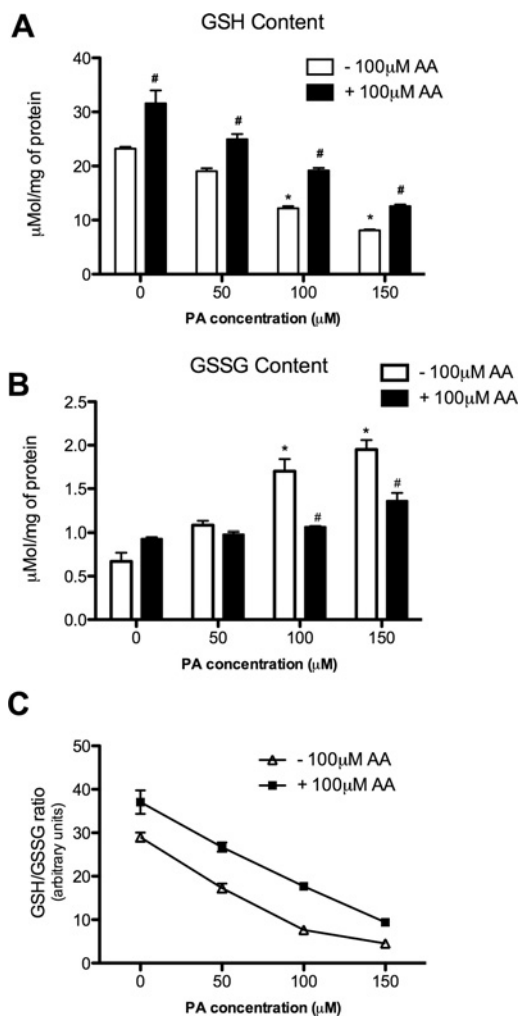 A
GSH Content
- 100μM AA
+ 100μM AA
μMol/mg of protein
40
30
20
10
0
#
#
#
#
*
*
0 50 100 150
PA concentration (μM)
B
GSSG Content
- 100μM AA
+ 100μM AA
μMol/mg of protein
2.5
2.0
1.5
1.0
0.5
0.0
*
*
#
#
0 50 100 150
PA concentration (μM)
C
- 100μM AA
+ 100μM AA
GSH/GSSG ratio
(arbitrary units)
50
40
30
20
10
0
0 50 100 150
PA concentration (μM)